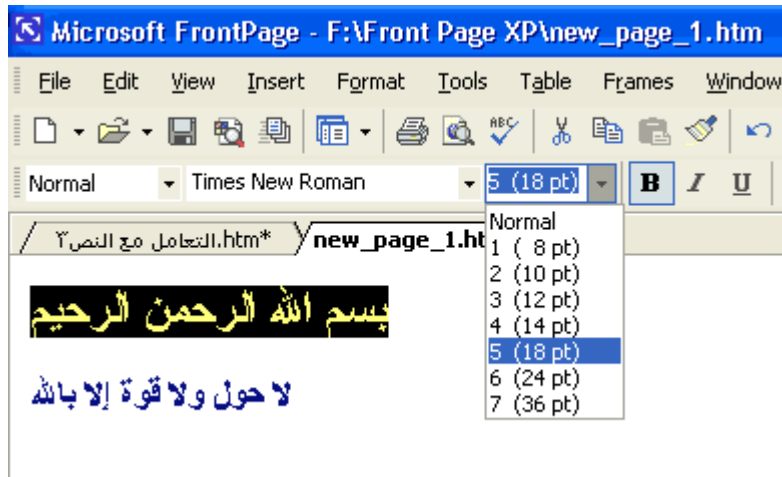 Microsoft FrontPage - F:\Front Page XP\new_page_1.htm
File Edit View Insert Format Tools Table Frames Window
ABC
Normal Times New Roman 5 (18 pt) B I U
التعامل مع النص٣.htm* new_page_1.ht
Normal
1 ( 8 pt)
2 (10 pt)
3 (12 pt)
4 (14 pt)
5 (18 pt)
6 (24 pt)
7 (36 pt)
بسم الله الرحمن الرحيم
لا حول ولا قوة إلا بالله